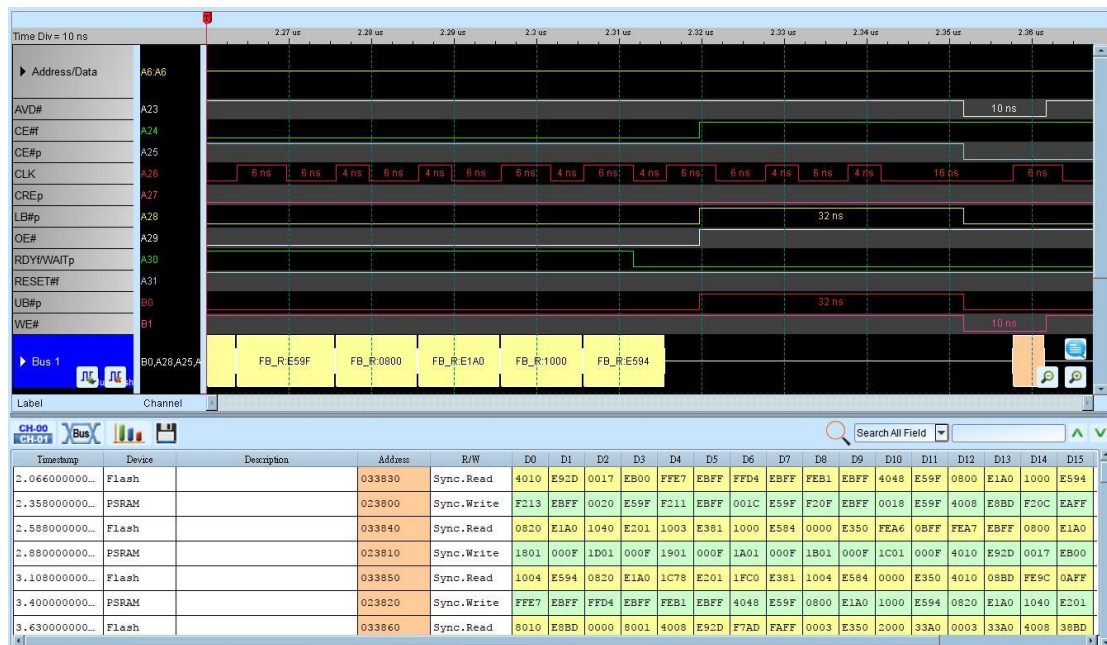 T
Time Div = 10 ns 2.27 us 2.28 us 2.29 us 2.3 us 2.31 us 2.32 us 2.33 us 2.34 us 2.35 us 2.36 us
Address/Data A6:A6
AVD# A23 10 ns
CE#f A24
CE#p A25
CLK A26 6 ns 6 ns 4 ns 6 ns 4 ns 6 ns 6 ns 4 ns 6 ns 4 ns 6 ns 6 ns 4 ns 6 ns 4 ns 16 ns 6 ns
CREp A27
LB#p A28 32 ns
OE# A29
RDYf/WAITp A30
RESET#f A31
UB#p B0 32 ns
WE# B1 10 ns
Bus 1 B0,A28,A25,A FB_R:E59F FB_R:0800 FB_R:E1A0 FB_R:1000 FB_R:E594
Label Channel
CH-00
CH-01 Bus Search All Field
Timestamp Device Description Address R/W D0 D1 D2 D3 D4 D5 D6 D7 D8 D9 D10 D11 D12 D13 D14 D15
2.066000000... Flash 033830 Sync.Read 4010 E92D 0017 EB00 FFE7 EBFF FFD4 EBFF FEB1 EBFF 4048 E59F 0800 E1A0 1000 E594
2.358000000... PSRAM 023800 Sync.Write F213 EBFF 0020 E59F F211 EBFF 001C E59F F20F EBFF 0018 E59F 4008 E8BD F20C EAFF
2.588000000... Flash 033840 Sync.Read 0820 E1A0 1040 E201 1003 E381 1000 E584 0000 E350 FEA6 0BFF FEA7 EBFF 0800 E1A0
2.880000000... PSRAM 023810 Sync.Write 1801 000F 1D01 000F 1901 000F 1A01 000F 1B01 000F 1C01 000F 4010 E92D 0017 EB00
3.108000000... Flash 033850 Sync.Read 1004 E594 0820 E1A0 1C78 E201 1FC0 E381 1004 E584 0000 E350 4010 08BD FE9C 0AFF
3.400000000... PSRAM 023820 Sync.Write FFE7 EBFF FFD4 EBFF FEB1 EBFF 4048 E59F 0800 E1A0 1000 E594 0820 E1A0 1040 E201
3.630000000... Flash 033860 Sync.Read 8010 E8BD 0000 8001 4008 E92D F7AD FAFF 0003 E350 2000 33A0 0003 33A0 4008 38BD